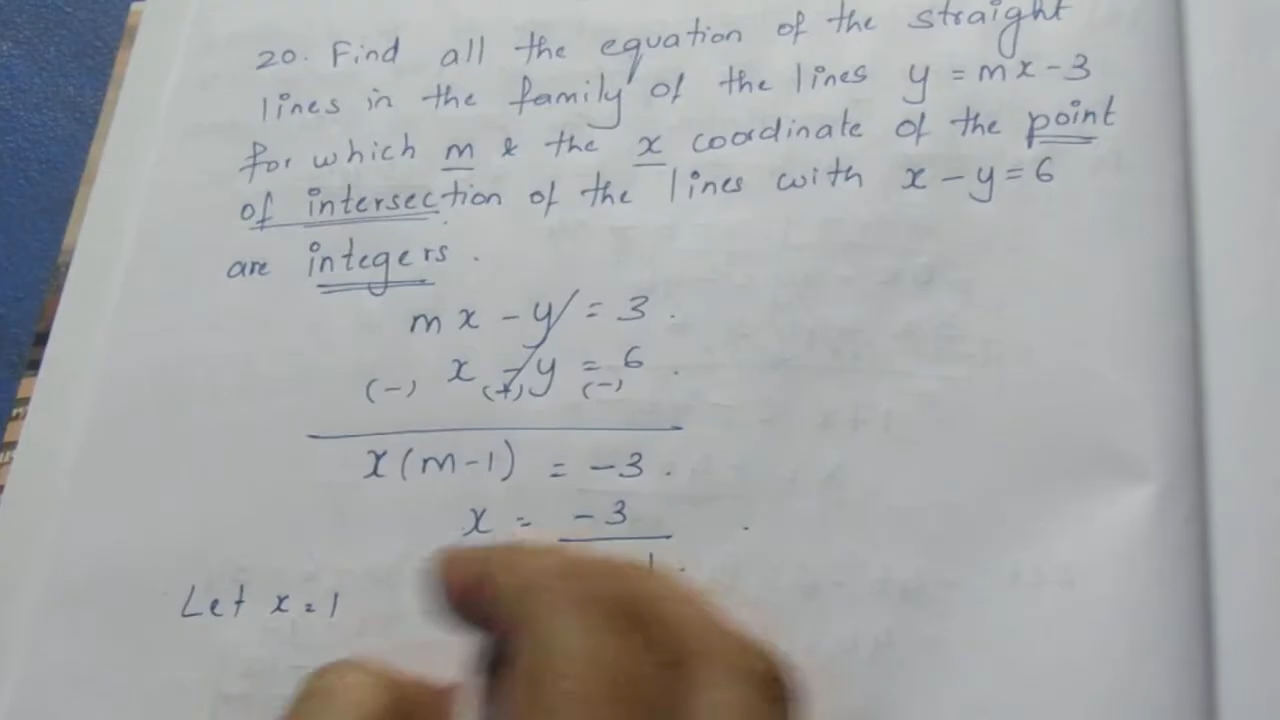 20. Find all the equation of the straight
lines in the family of the lines y = mx - 3
for which m & the x coordinate of the point
of intersection of the lines with x - y = 6
are integers.
mx - y = 3.
x - y = 6.
(-) (+) (-)
x(m-1) = -3.
x = -3
1.
Let x = 1